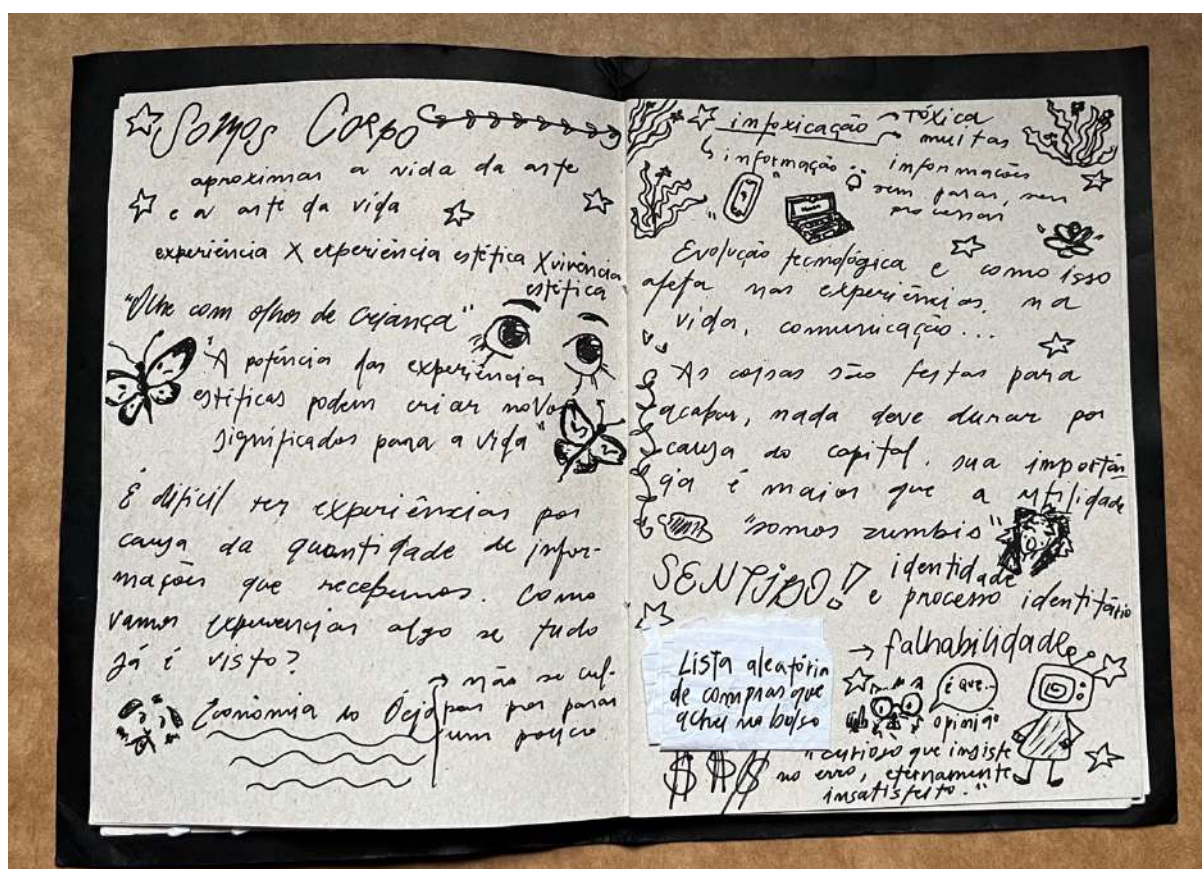 Somos Corpo
aproximar a vida da arte
e a arte da vida
experiência X experiência estética X vivência
estética
"Olhe com olhos de criança"
"A potência das experiências
estéticas podem criar novos
significados para a vida"
É difícil ter experiências por
causa da quantidade de infor-
mações que recebemos. Como
vamos experenciar algo se tudo
já é visto?
Economia do Ócio
→ não se cul-
par por parar
um pouco
infoxicação → tóxica
↳ informação
muitas
informações
sem parar, sem
processar
Evolução tecnológica e como isso
afeta nas experiências, na
vida, comunicação...
As coisas são feitas para
acabar, nada deve durar por
causa do capital. sua importân
cia é maior que a utilidade
"somos zumbis"
SENTIDO!
identidade
e processo identitário
Lista aleatória
de compras que
achei no bolso
$ $ $
→ falhabilidade
é que...
opinião
"curioso que insiste
no erro, eternamente
insatisfeito."